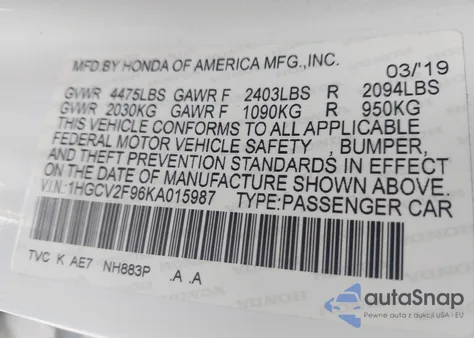 MFD.BY HONDA OF AMERICA MFG.,INC. 03/'19
GVWR 4475LBS GAWR F 2403LBS R 2094LBS
GVWR 2030KG GAWR F 1090KG R 950KG
THIS VEHICLE CONFORMS TO ALL APPLICABLE
FEDERAL MOTOR VEHICLE SAFETY , BUMPER,
AND THEFT PREVENTION STANDARDS IN EFFECT
ON THE DATE OF MANUFACTURE SHOWN ABOVE.
V.I.N.:1HGCV2F96KA015987 TYPE:PASSENGER CAR
TVC K AE7 NH883P .A .A
autoSnap
Pewne auta z dukcji USA i EU